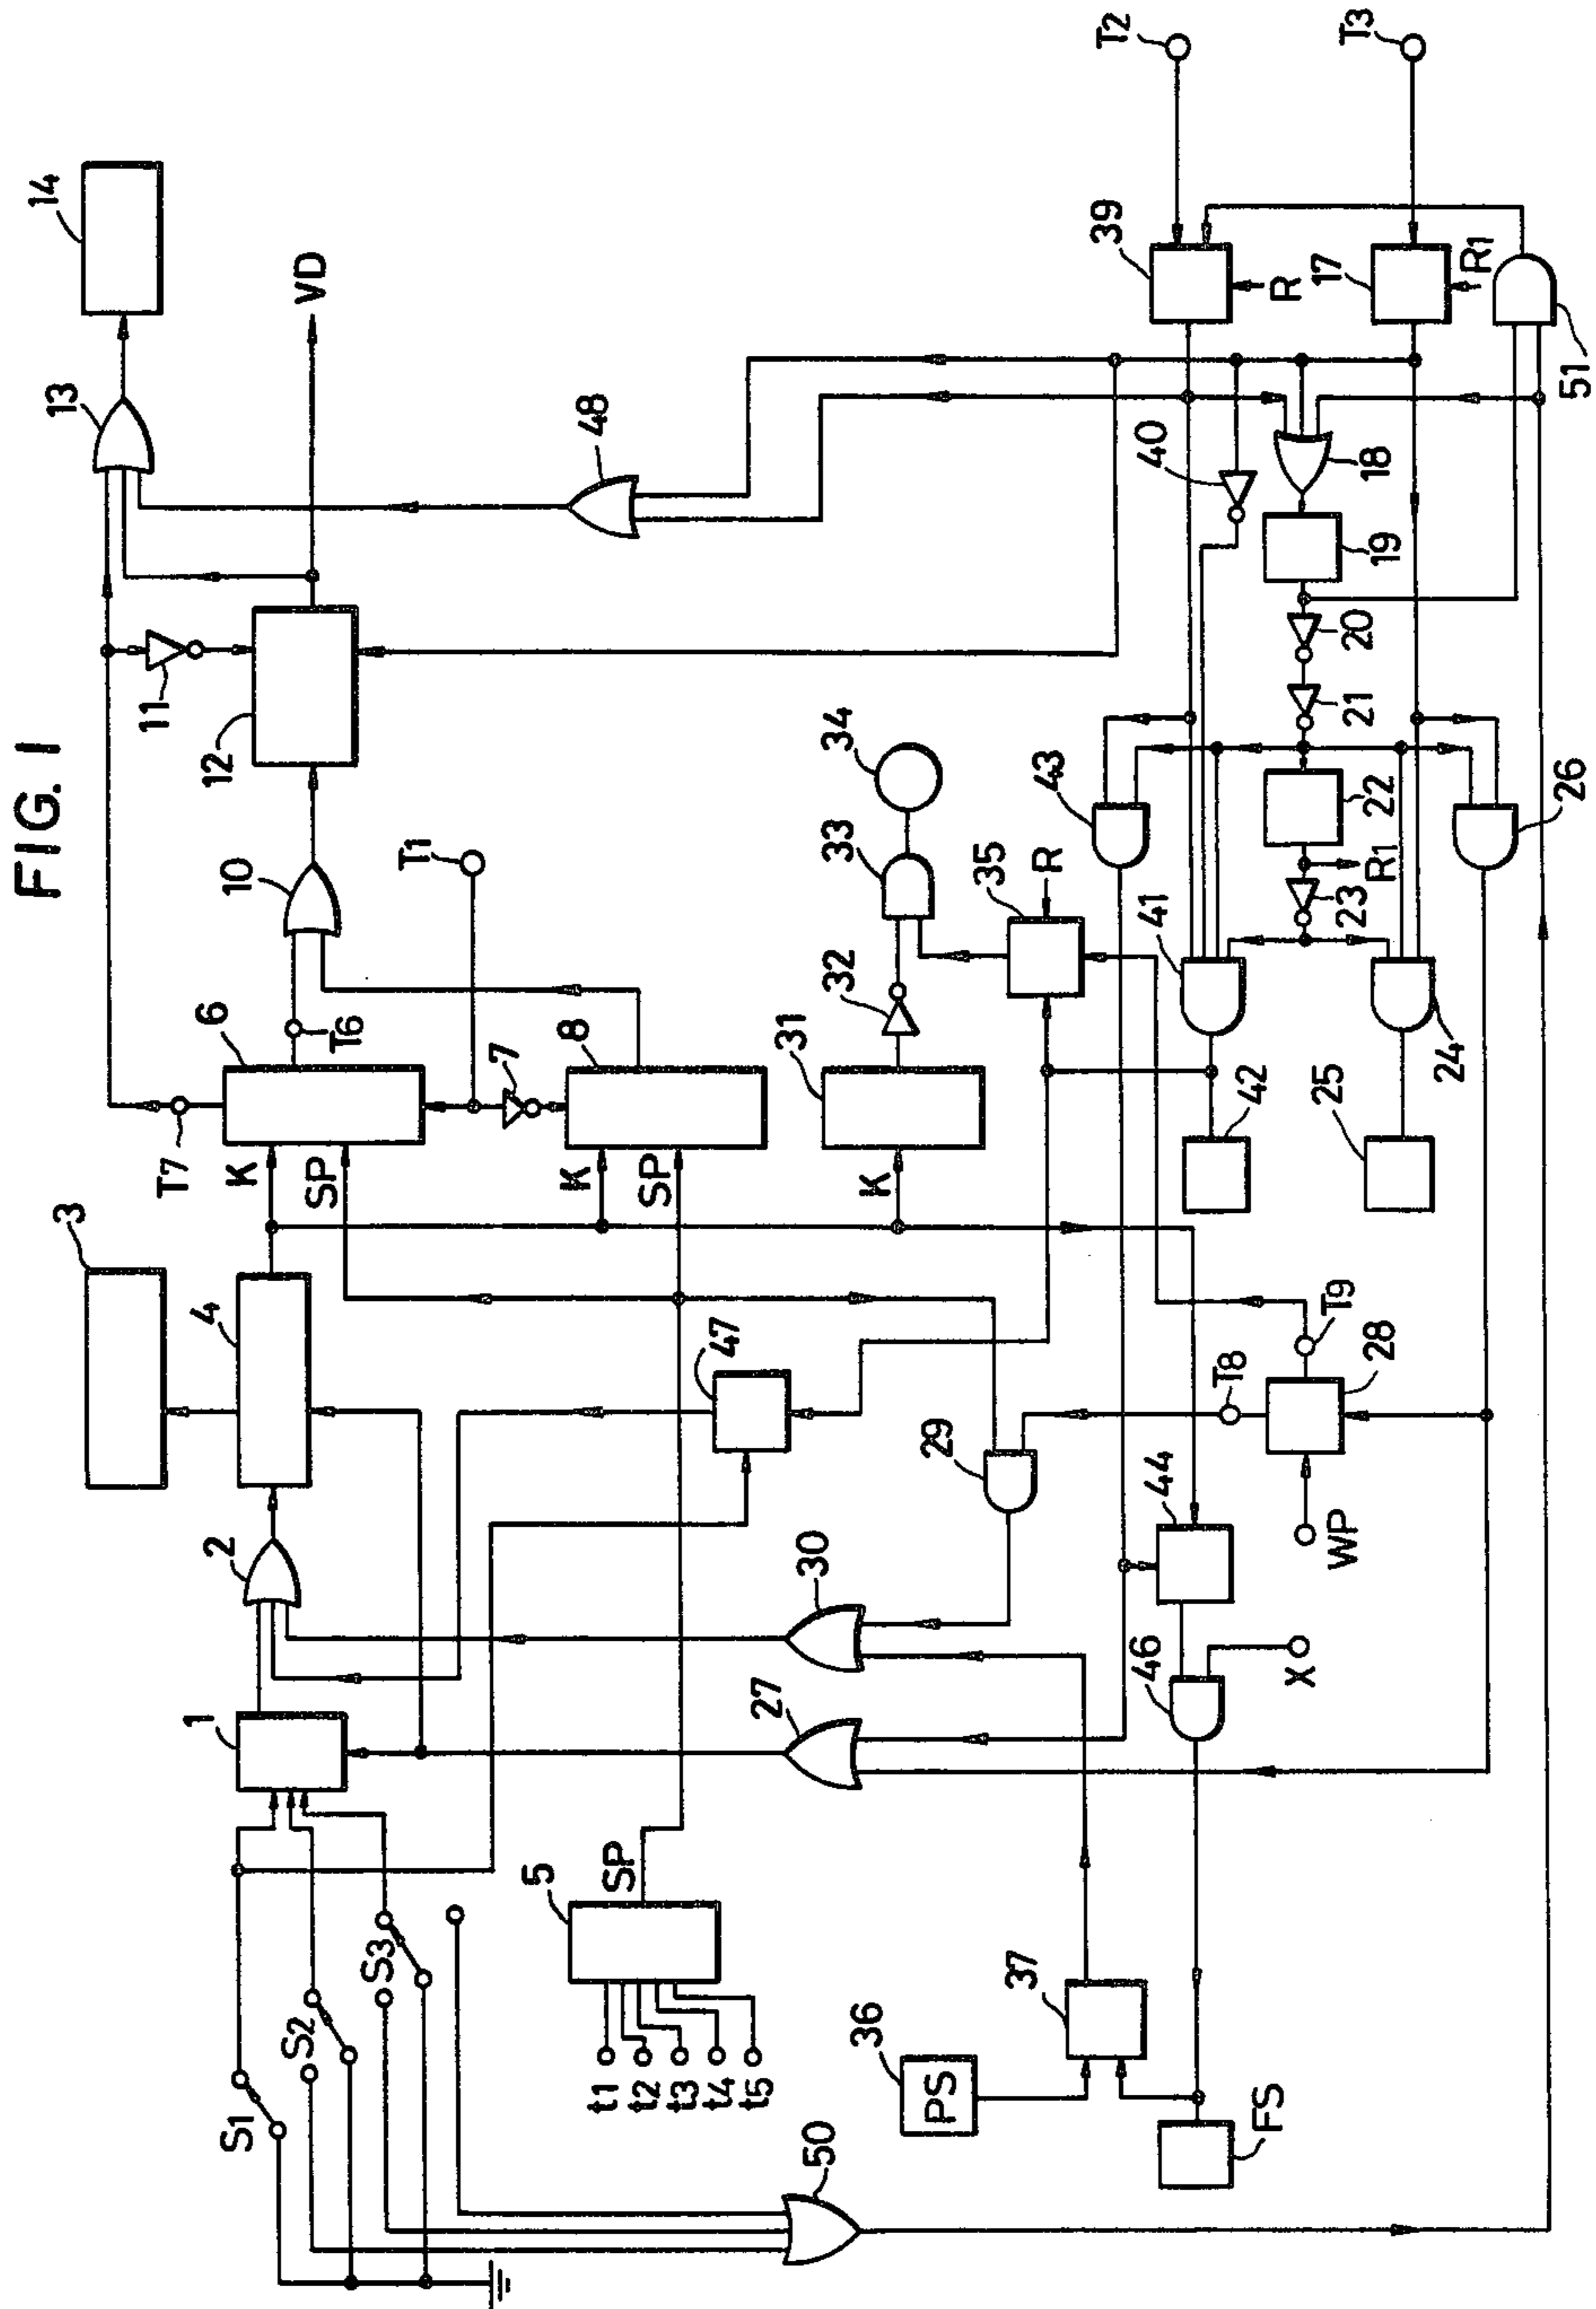 FIG. 1
3
14
T7
13
4
6
11
12
VD
K
SP
T6
10
2
1
S1
S2
S3
7
T1
8
K
SP
5
SP
t1
t2
t3
t4
t5
47
48
31
32
33
34
K
30
27
29
35
R
50
36
PS
37
44
46
X
FS
T8
T9
28
WP
42
25
41
43
24
26
23
R1
22
21
20
19
18
40
39
R
17
R1
51
T2
T3